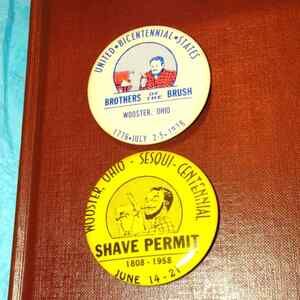 UNITED•BICENTENNIAL•STATES
BROTHERS OF THE BRUSH
WOOSTER, OHIO
1776•JULY 2-5•1976
WOOSTER, OHIO - SESQUI-CENTENNIAL
SHAVE PERMIT
1808 - 1958
JUNE 14-21